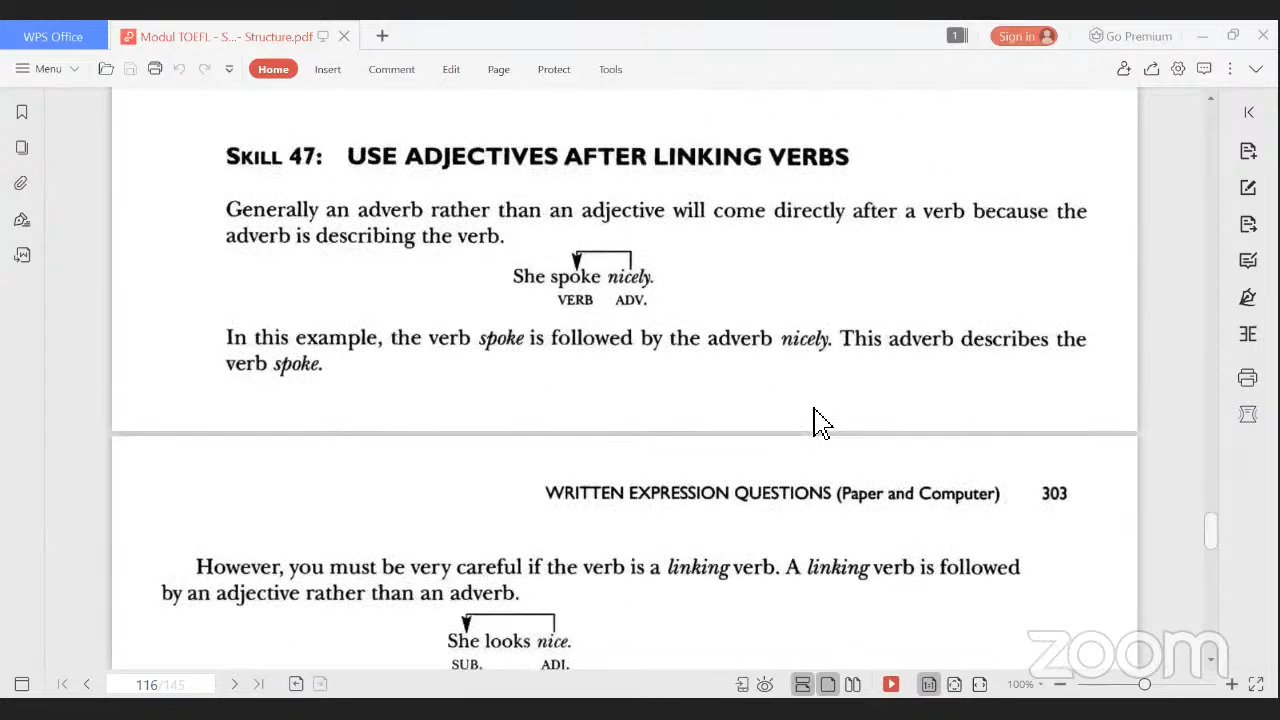 WPS Office
Modul TOEFL - S...- Structure.pdf
1
Sign in
Go Premium
Menu
Home
Insert
Comment
Edit
Page
Protect
Tools
SKILL 47: USE ADJECTIVES AFTER LINKING VERBS
Generally an adverb rather than an adjective will come directly after a verb because the
adverb is describing the verb.
She spoke nicely.
VERB ADV.
In this example, the verb spoke is followed by the adverb nicely. This adverb describes the
verb spoke.
WRITTEN EXPRESSION QUESTIONS (Paper and Computer) 303
However, you must be very careful if the verb is a linking verb. A linking verb is followed
by an adjective rather than an adverb.
She looks nice.
SUB. ADJ.
zoom
116/145
1:1
100%